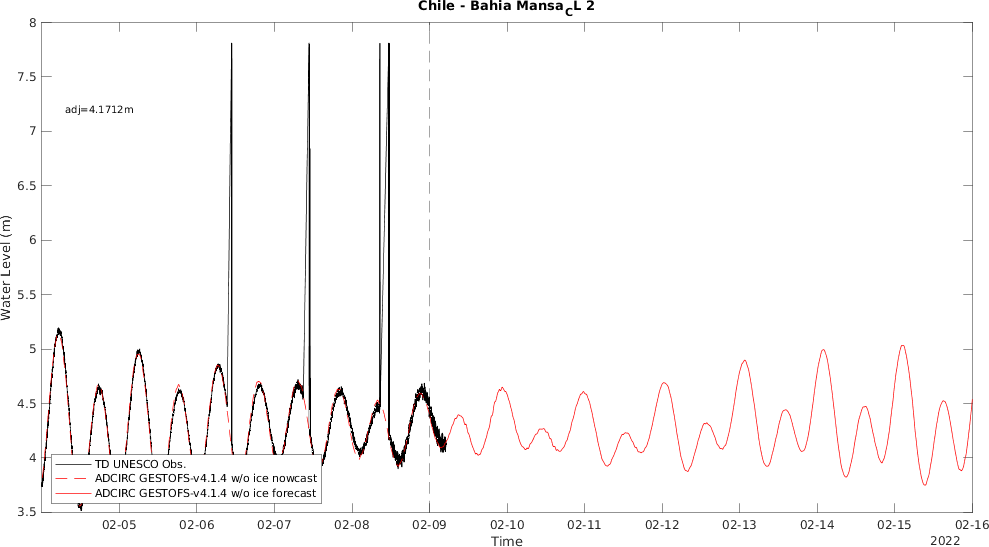 Chile - Bahia MansaCL 2
8
7.5
adj=4.1712m
7
6.5
6
5.5
5
4.5
4
3.5
Water Level (m)
TD UNESCO Obs.
ADCIRC GESTOFS-v4.1.4 w/o ice nowcast
ADCIRC GESTOFS-v4.1.4 w/o ice forecast
02-05 02-06 02-07 02-08 02-09 02-10 02-11 02-12 02-13 02-14 02-15 02-16
Time
2022